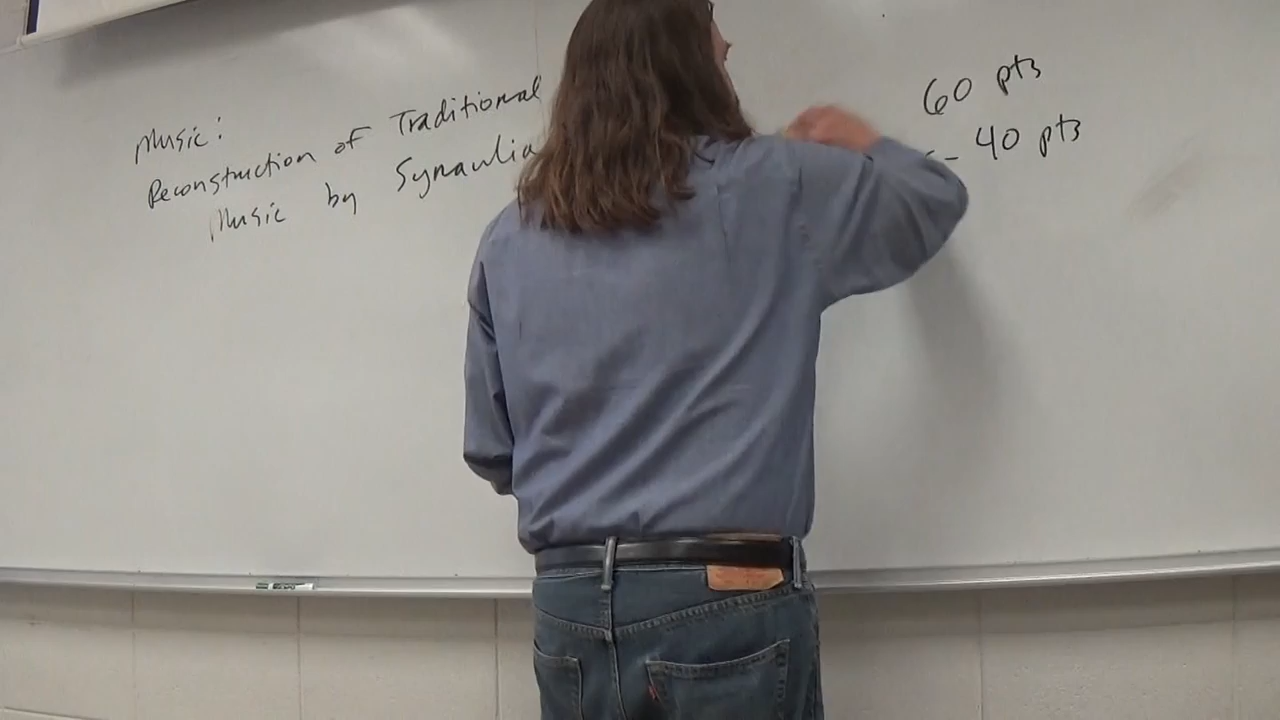 Music:
Reconstruction of Traditional
Music by Synaulia
60 pts
- 40 pts